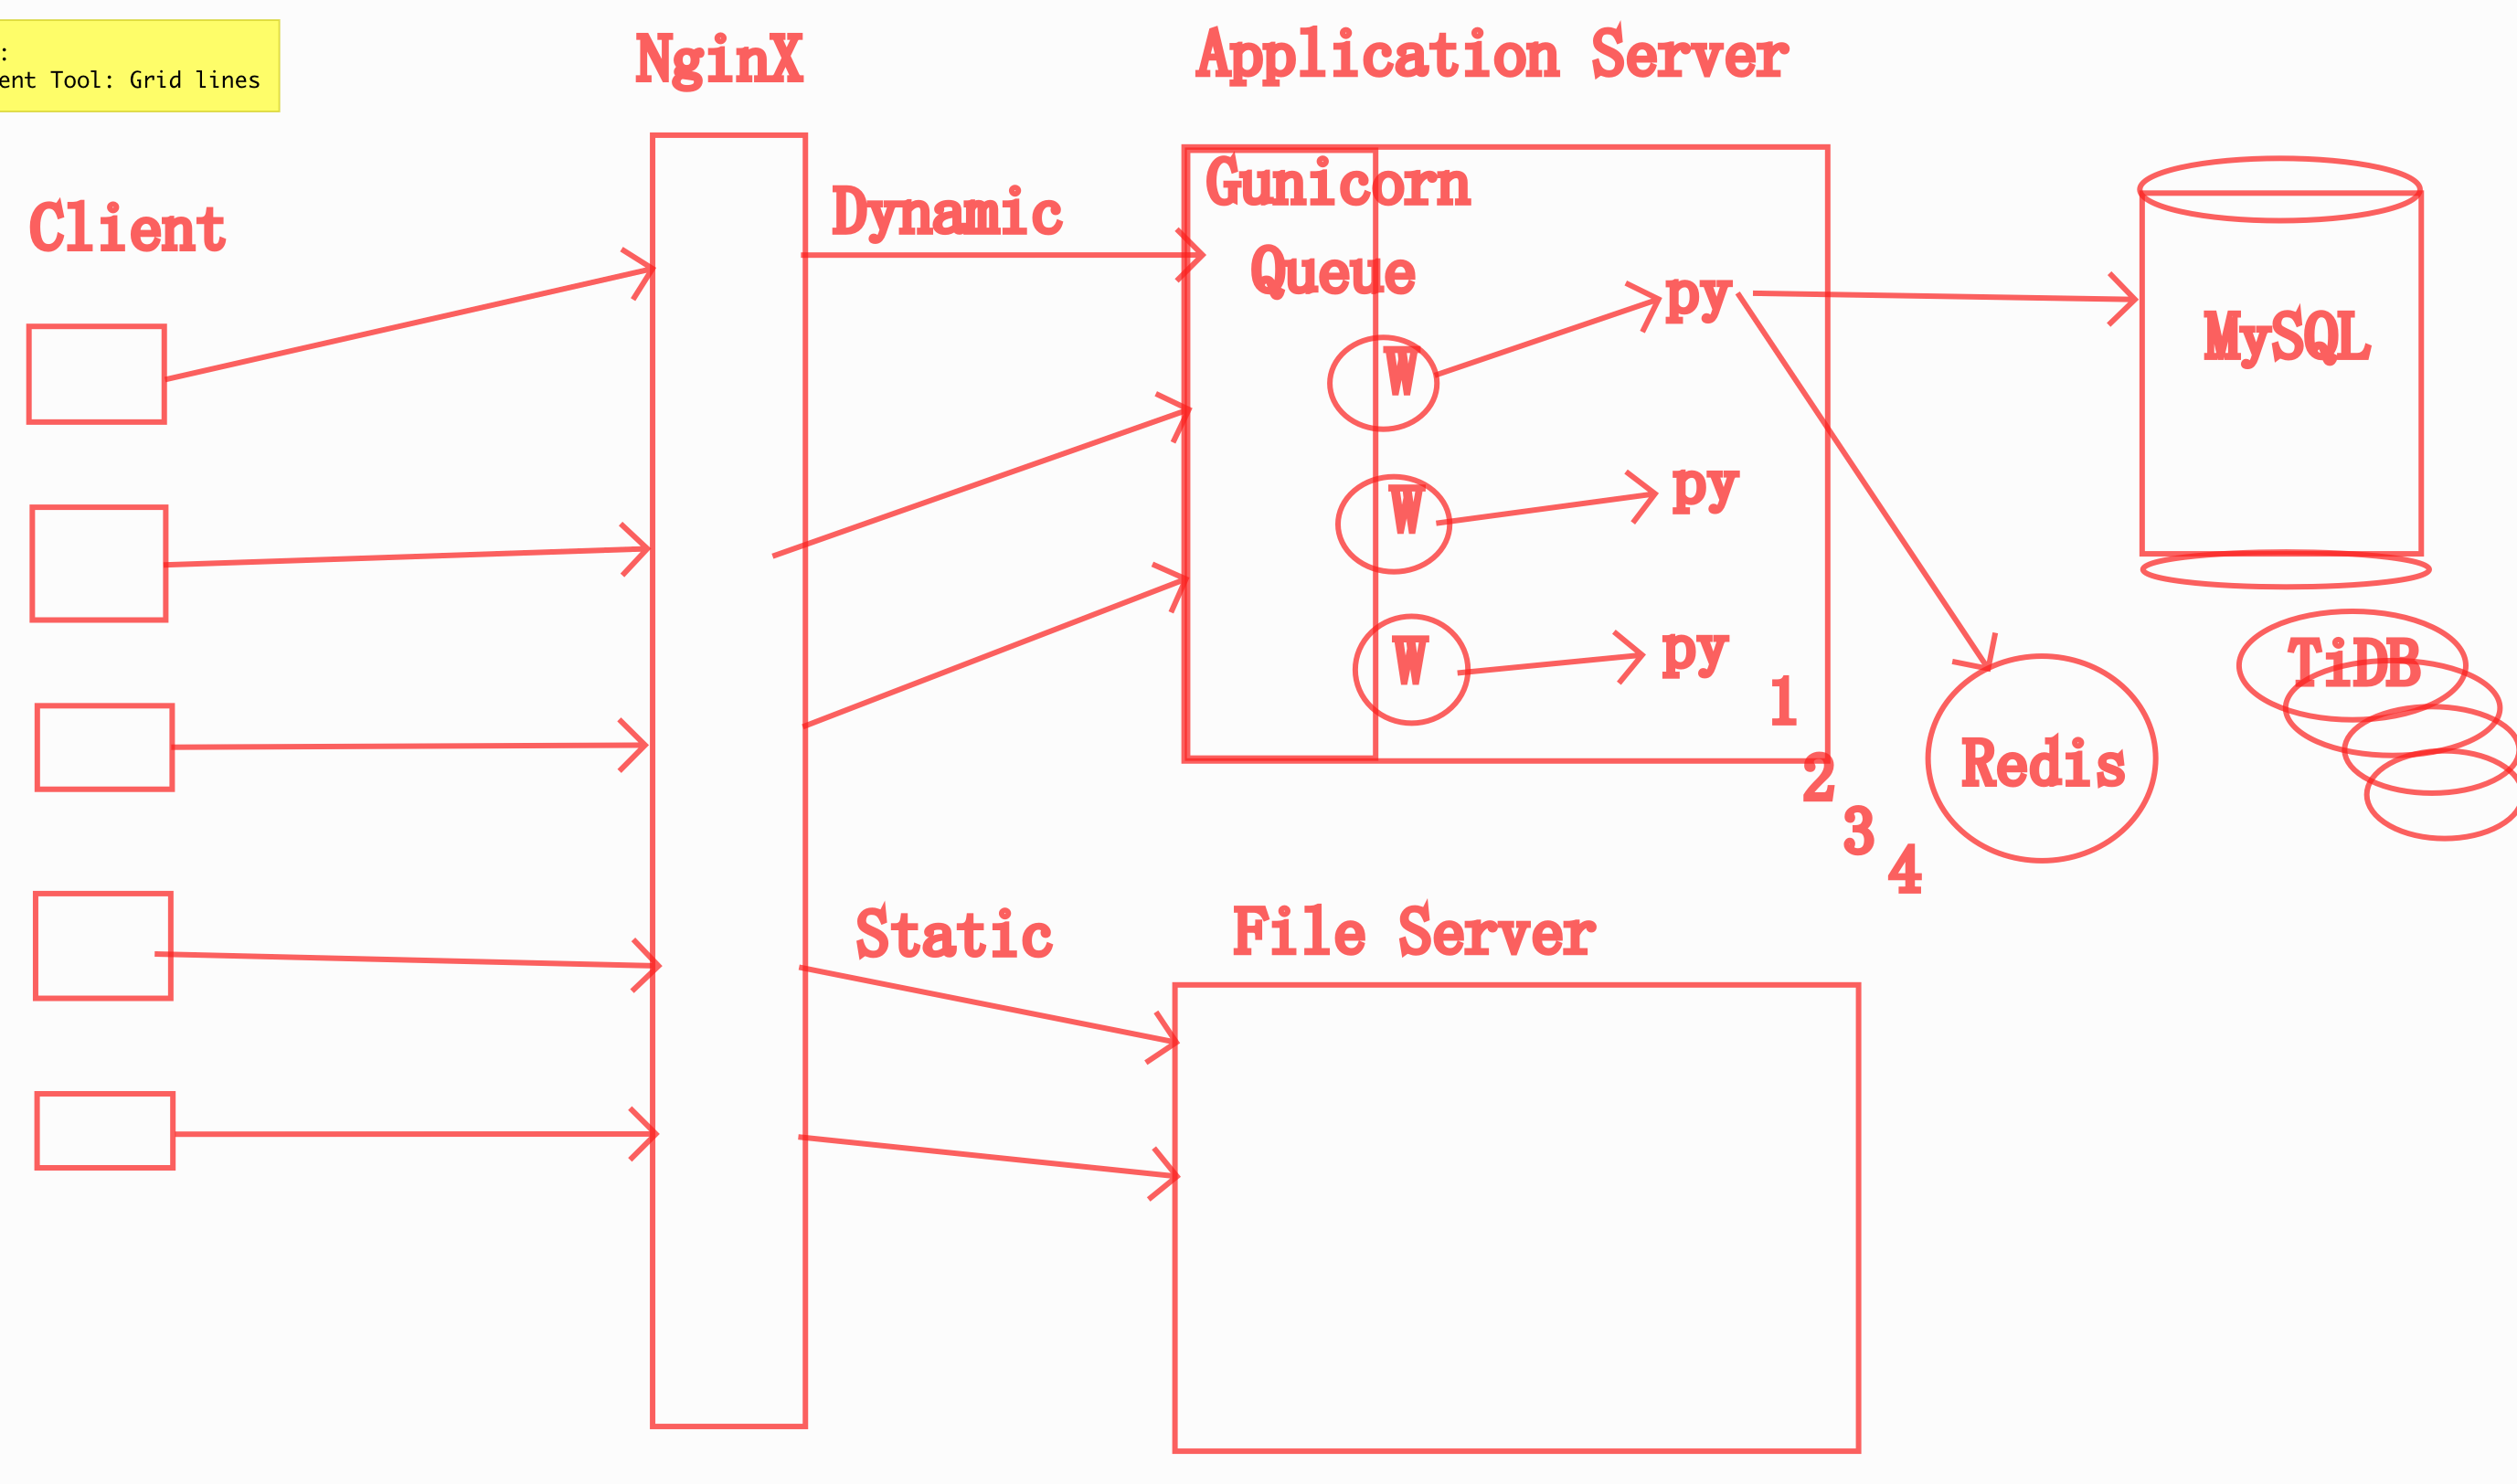 :
ent Tool: Grid lines
NginX
Application Server
Client
Dynamic
Gunicorn
Queue
py
MySQL
W
py
W
py
W
TiDB
1
2
3
4
Redis
Static
File Server